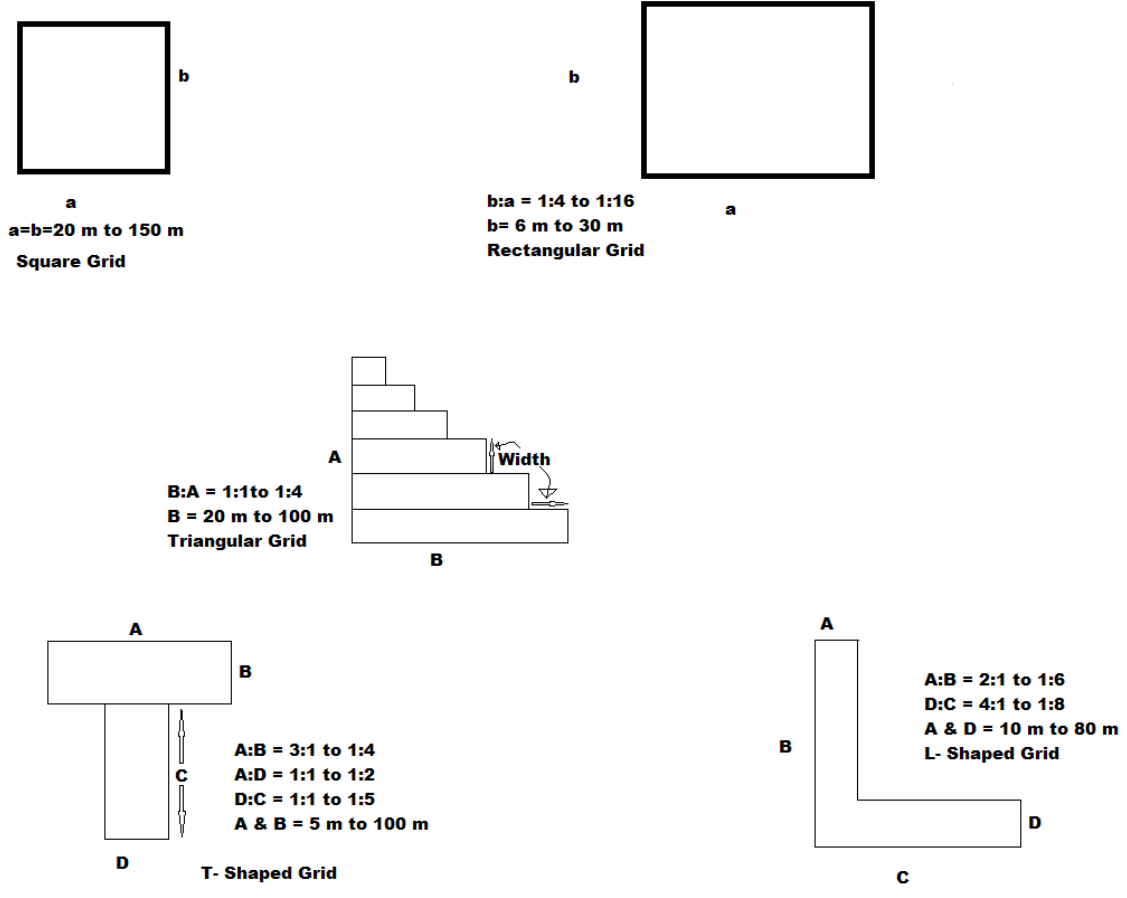 b
a
a=b=20 m to 150 m
Square Grid
b
b:a = 1:4 to 1:16
b= 6 m to 30 m
Rectangular Grid
a
A
Width
B:A = 1:1to 1:4
B = 20 m to 100 m
Triangular Grid
B
A
B
C
D
A:B = 3:1 to 1:4
A:D = 1:1 to 1:2
D:C = 1:1 to 1:5
A & B = 5 m to 100 m
T- Shaped Grid
A
B
A:B = 2:1 to 1:6
D:C = 4:1 to 1:8
A & D = 10 m to 80 m
L- Shaped Grid
D
C